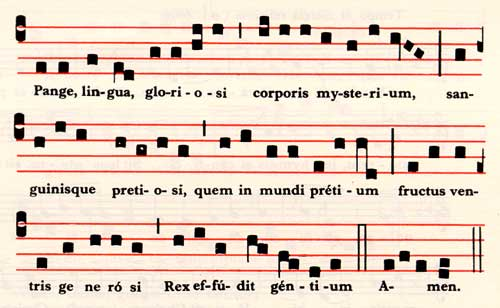 Pange, lin-gua, glo-ri-o-si corporis my-ste-ri-um, san-
guinisque preti-o-si, quem in mundi préti-um fructus ven-
tris ge ne ró si Rex ef-fú-dit gén-ti-um A-men.